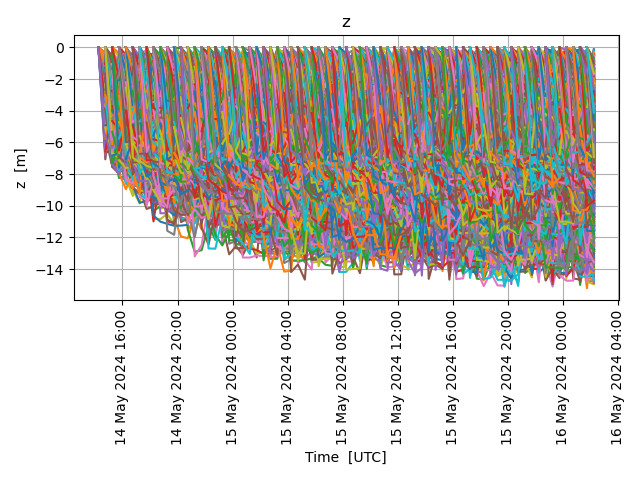 z
0
−2
−4
−6
−8
−10
−12
−14
z [m]
14 May 2024 16:00
14 May 2024 20:00
15 May 2024 00:00
15 May 2024 04:00
15 May 2024 08:00
15 May 2024 12:00
15 May 2024 16:00
15 May 2024 20:00
16 May 2024 00:00
16 May 2024 04:00
Time [UTC]